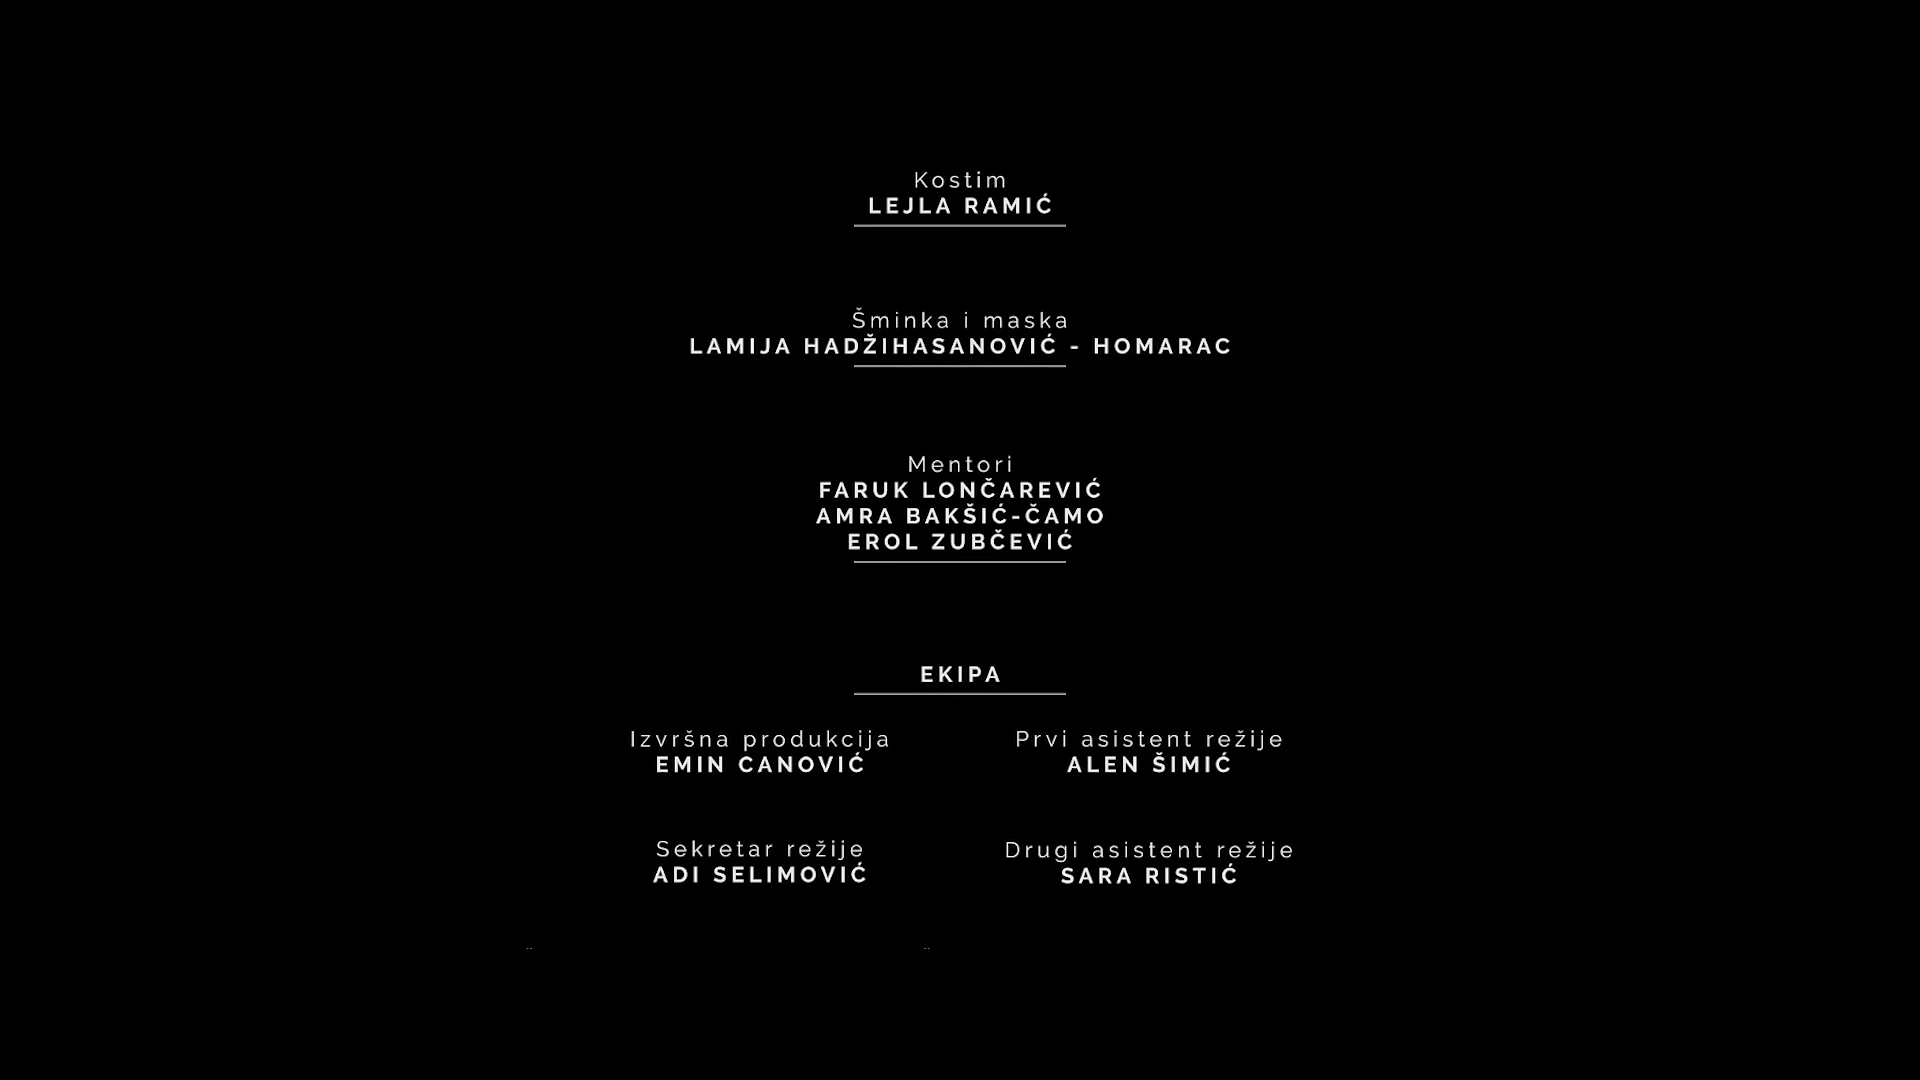 Kostim
LEJLA RAMIĆ
Šminka i maska
LAMIJA HADŽIHASANOVIĆ - HOMARAC
Mentori
FARUK LONČAREVIĆ
AMRA BAKŠIĆ-ČAMO
EROL ZUBČEVIĆ
EKIPA
Izvršna produkcija
EMIN CANOVIĆ
Prvi asistent režije
ALEN ŠIMIĆ
Sekretar režije
ADI SELIMOVIĆ
Drugi asistent režije
SARA RISTIĆ